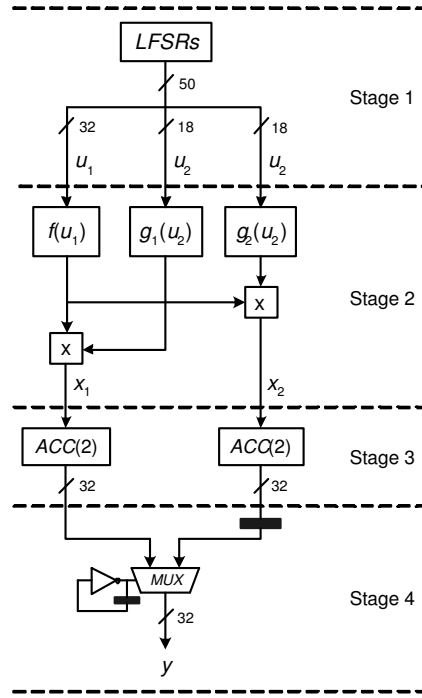 LFSRs
50
Stage 1
32
18
18
u1
u2
u2
f(u1)
g1(u2)
g2(u2)
x
Stage 2
x
x1
x2
ACC(2)
ACC(2)
Stage 3
32
32
MUX
Stage 4
32
y